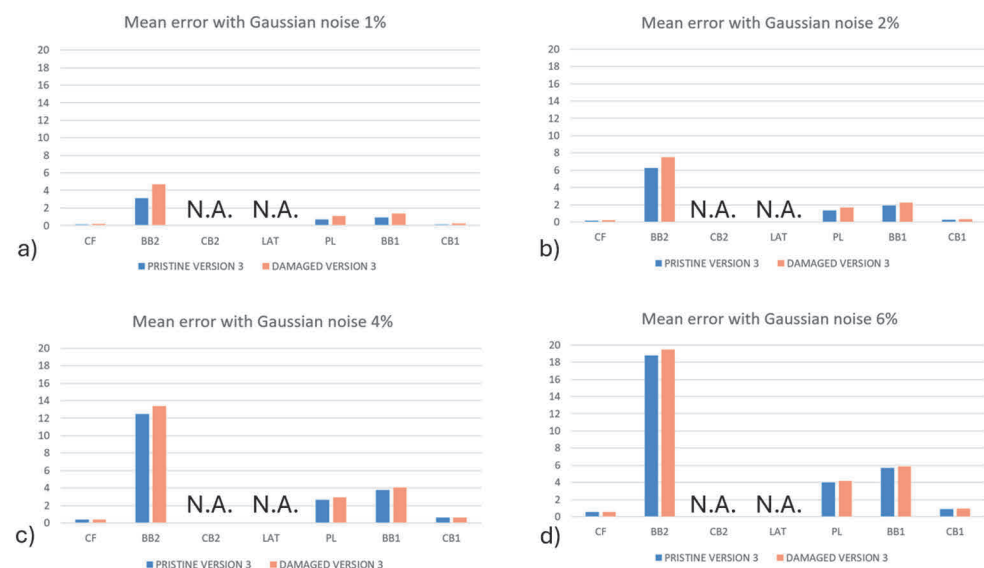 Mean error with Gaussian noise 1%
20
18
16
14
12
10
8
6
4
2
0
N.A. N.A.
CF BB2 CB2 LAT PL BB1 CB1
a)
PRISTINE VERSION 3 DAMAGED VERSION 3
Mean error with Gaussian noise 2%
20
18
16
14
12
10
8
6
4
2
0
N.A. N.A.
CF BB2 CB2 LAT PL BB1 CB1
b)
PRISTINE VERSION 3 DAMAGED VERSION 3
Mean error with Gaussian noise 4%
20
18
16
14
12
10
8
6
4
2
0
N.A. N.A.
CF BB2 CB2 LAT PL BB1 CB1
c)
PRISTINE VERSION 3 DAMAGED VERSION 3
Mean error with Gaussian noise 6%
20
18
16
14
12
10
8
6
4
2
0
N.A. N.A.
CF BB2 CB2 LAT PL BB1 CB1
d)
PRISTINE VERSION 3 DAMAGED VERSION 3